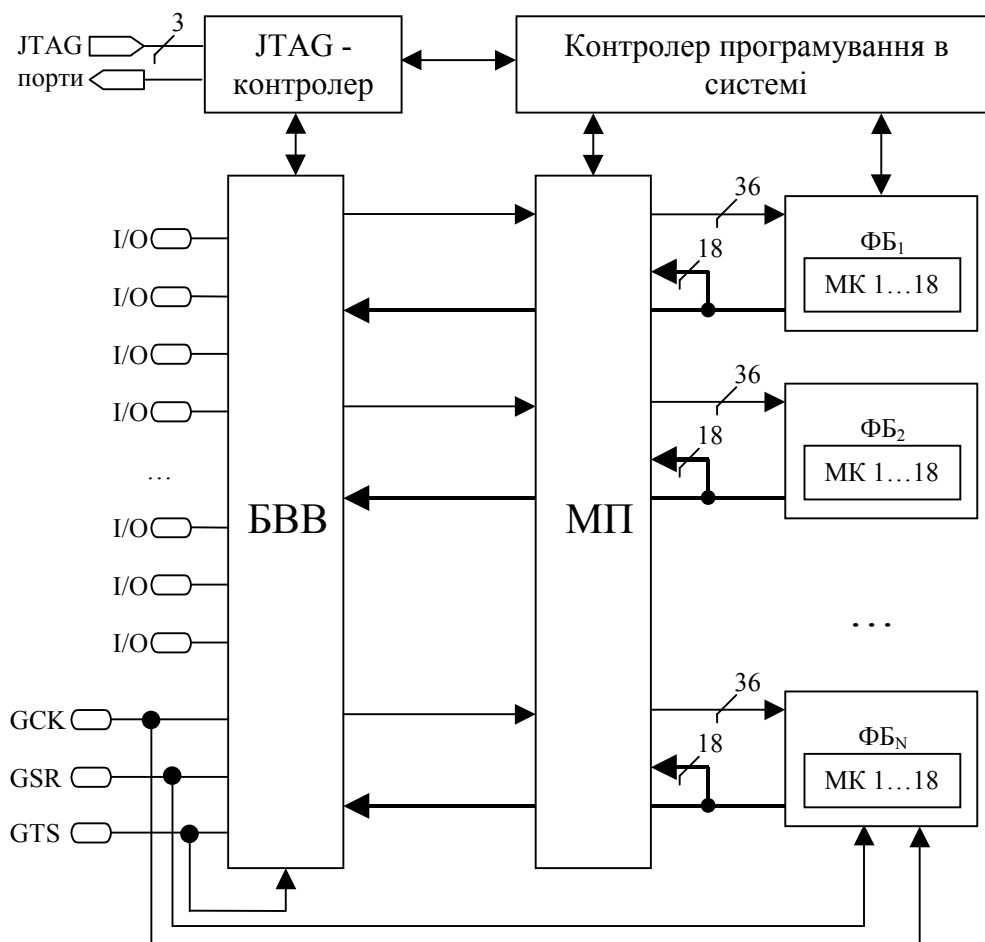 3
JTAG
порти
JTAG -
контролер
Контролер програмування в
системі
I/O
I/O
I/O
I/O
...
I/O
I/O
I/O
GCK
GSR
GTS
БВВ
МП
36
18
ФБ1
МК 1…18
36
18
ФБ2
МК 1…18
...
36
18
ФБN
МК 1…18